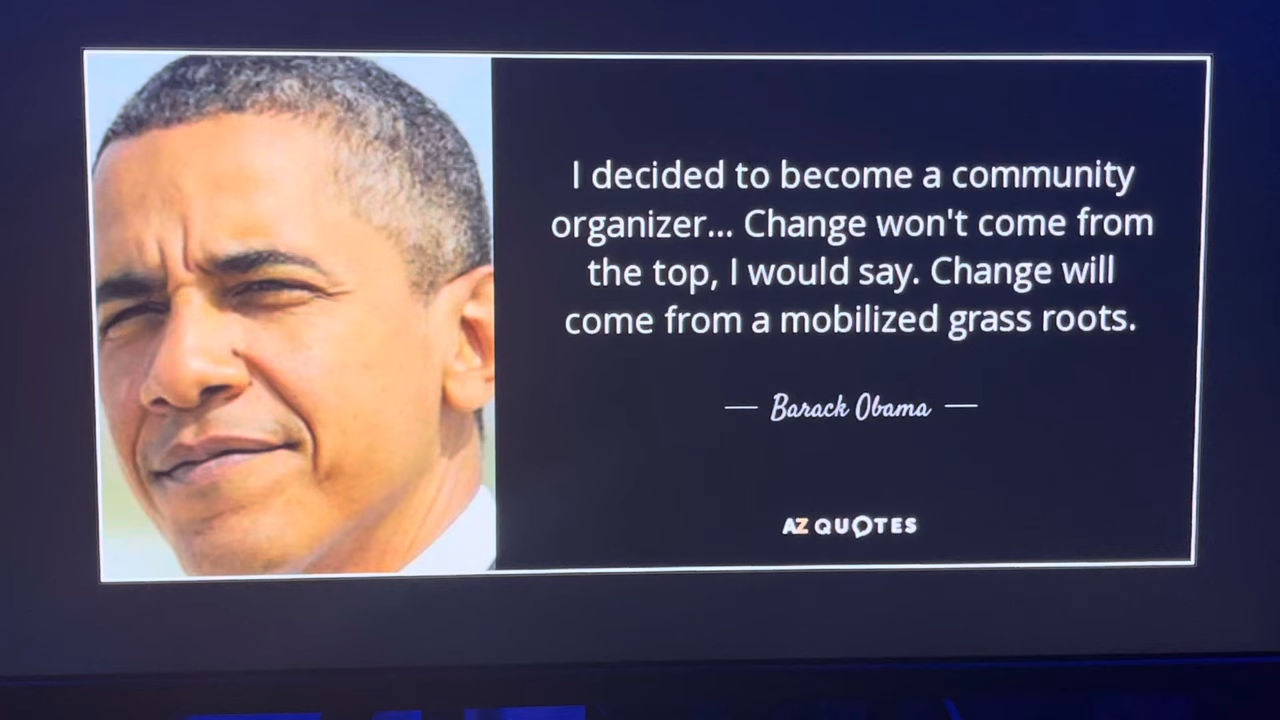 I decided to become a community
organizer... Change won't come from
the top, I would say. Change will
come from a mobilized grass roots.
— Barack Obama —
AZ QUOTES